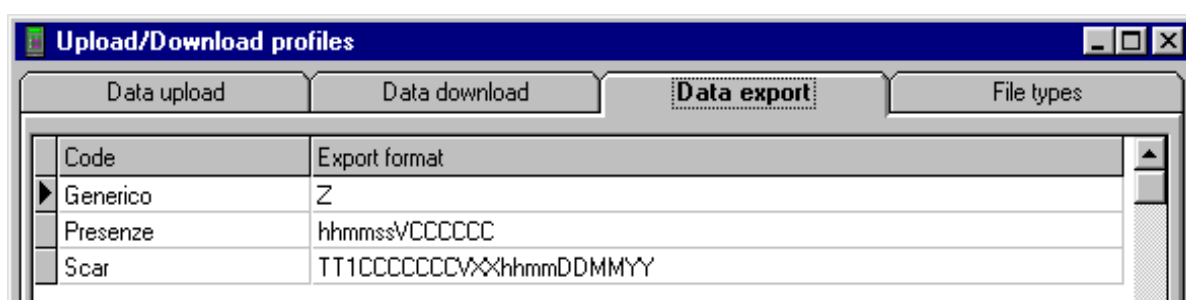 Upload/Download profiles
Data upload Data download Data export File types
Code Export format
Generico Z
Presenze hhmmssVCCCCCC
Scar TT1CCCCCCCVXXhhmmDDMMYY